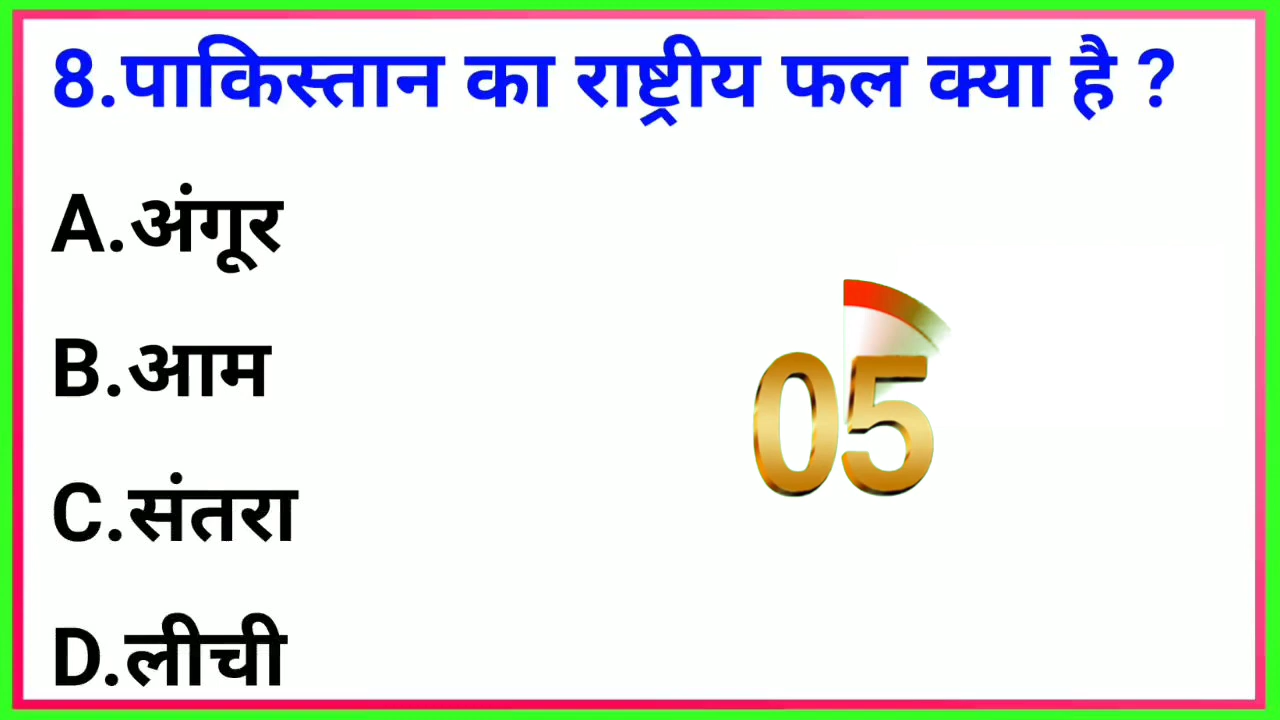 8.पाकिस्तान का राष्ट्रीय फल क्या है ?
A.अंगूर
B.आम
05
C.संतरा
D.लीची